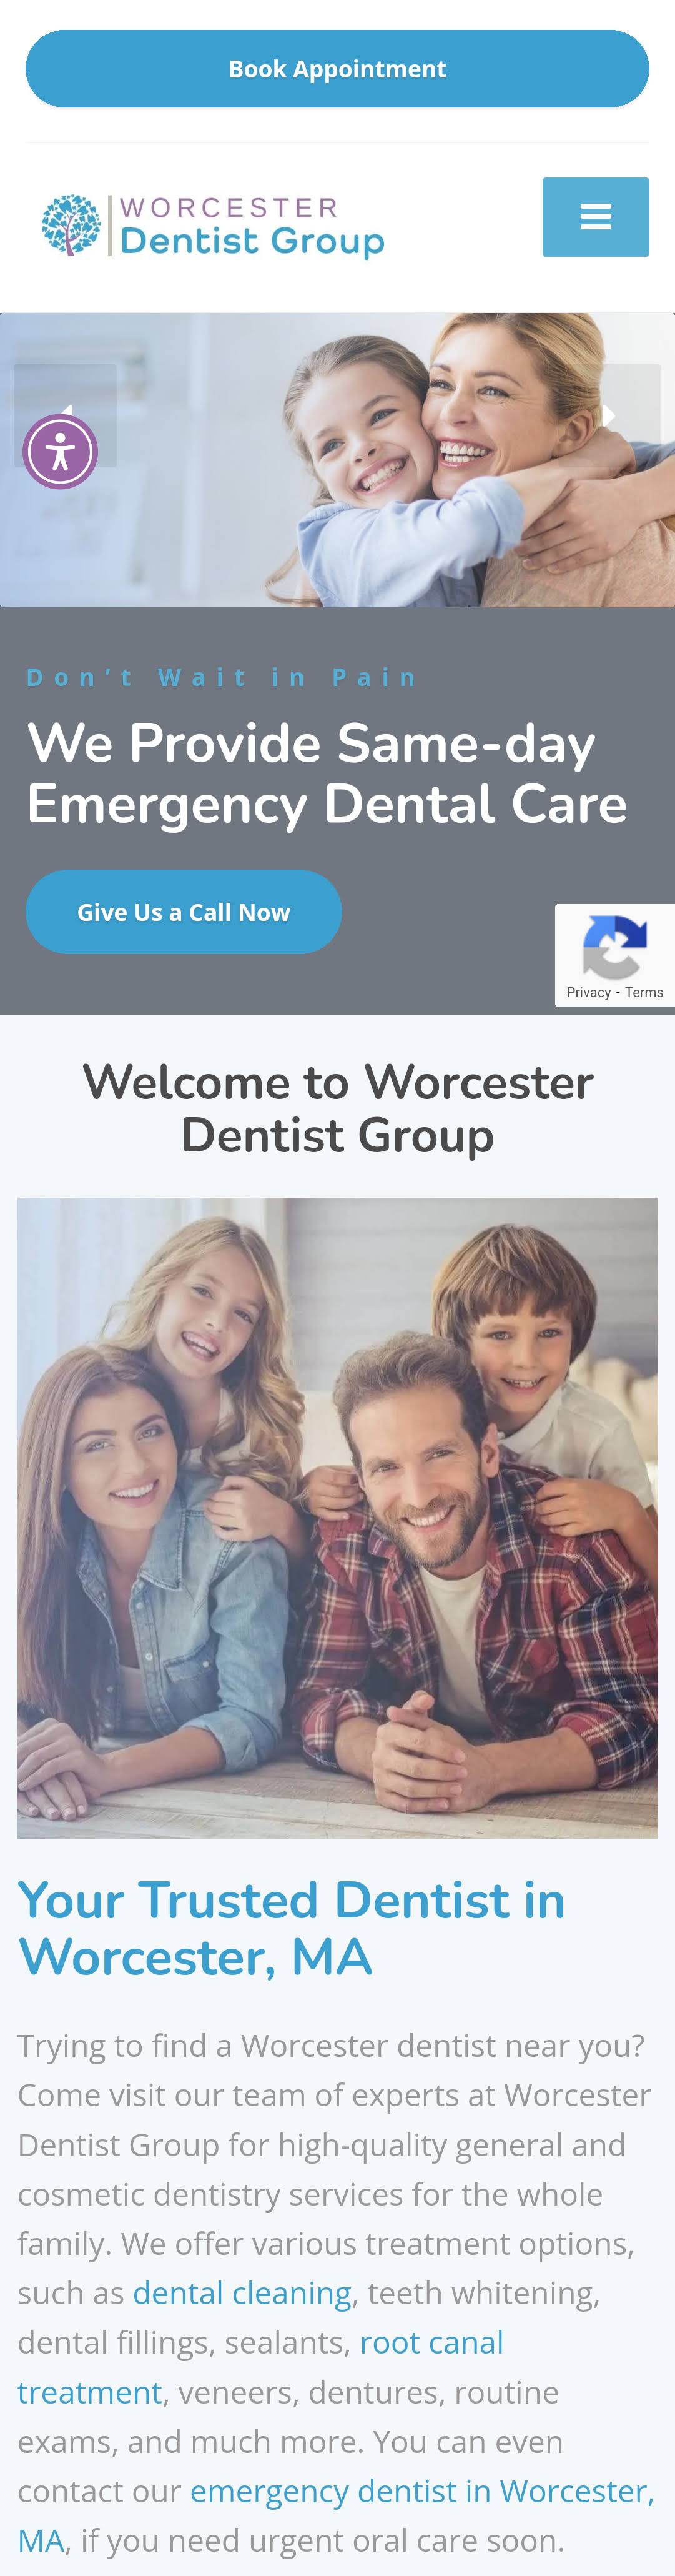 Book Appointment
WORCESTER
Dentist Group
Don’t Wait in Pain
We Provide Same-day
Emergency Dental Care
Give Us a Call Now
Privacy - Terms
Welcome to Worcester
Dentist Group
Your Trusted Dentist in
Worcester, MA
Trying to find a Worcester dentist near you?
Come visit our team of experts at Worcester
Dentist Group for high-quality general and
cosmetic dentistry services for the whole
family. We offer various treatment options,
such as dental cleaning, teeth whitening,
dental fillings, sealants, root canal
treatment, veneers, dentures, routine
exams, and much more. You can even
contact our emergency dentist in Worcester,
MA, if you need urgent oral care soon.